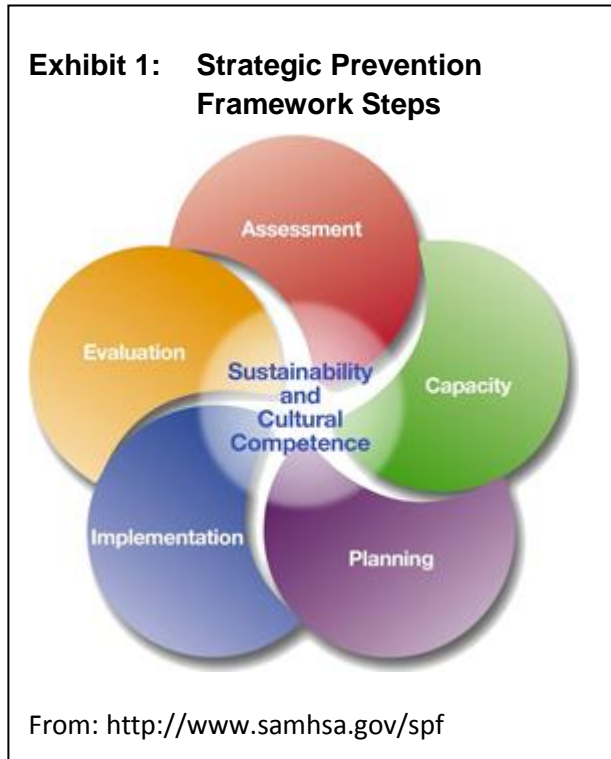 Exhibit 1: Strategic Prevention
Framework Steps
Assessment
Evaluation
Capacity
Sustainability
and
Cultural
Competence
Implementation
Planning
From: http://www.samhsa.gov/spf